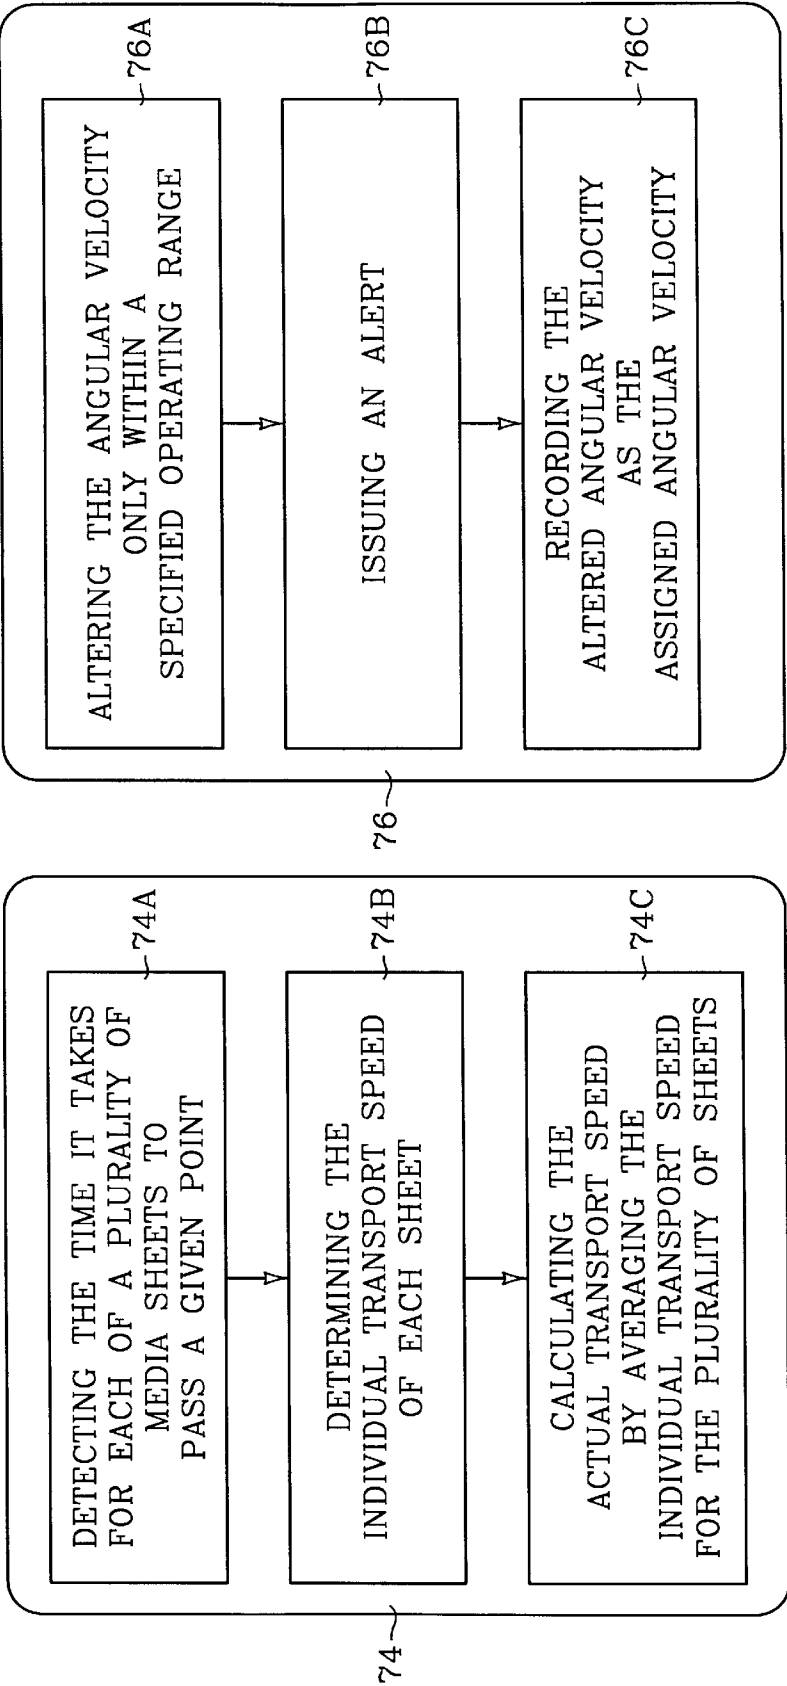 74
DETECTING THE TIME IT TAKES
FOR EACH OF A PLURALITY OF
MEDIA SHEETS TO
PASS A GIVEN POINT
74A
DETERMINING THE
INDIVIDUAL TRANSPORT SPEED
OF EACH SHEET
74B
CALCULATING THE
ACTUAL TRANSPORT SPEED
BY AVERAGING THE
INDIVIDUAL TRANSPORT SPEED
FOR THE PLURALITY OF SHEETS
74C
76
ALTERING THE ANGULAR VELOCITY
ONLY WITHIN A
SPECIFIED OPERATING RANGE
76A
ISSUING AN ALERT
76B
RECORDING THE
ALTERED ANGULAR VELOCITY
AS THE
ASSIGNED ANGULAR VELOCITY
76C